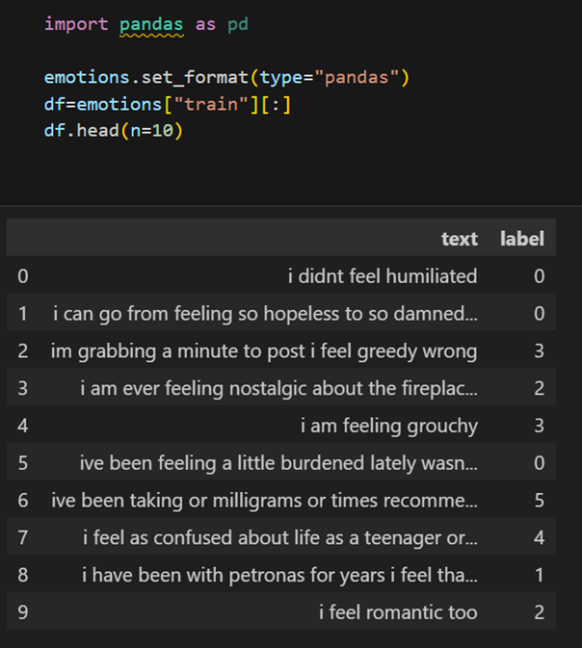 import pandas as pd
emotions.set_format(type="pandas")
df=emotions["train"][:]
df.head(n=10)
text label
0 i didnt feel humiliated 0
1 i can go from feeling so hopeless to so damned... 0
2 im grabbing a minute to post i feel greedy wrong 3
3 i am ever feeling nostalgic about the fireplac... 2
4 i am feeling grouchy 3
5 ive been feeling a little burdened lately wasn... 0
6 ive been taking or milligrams or times recomme... 5
7 i feel as confused about life as a teenager or... 4
8 i have been with petronas for years i feel tha... 1
9 i feel romantic too 2